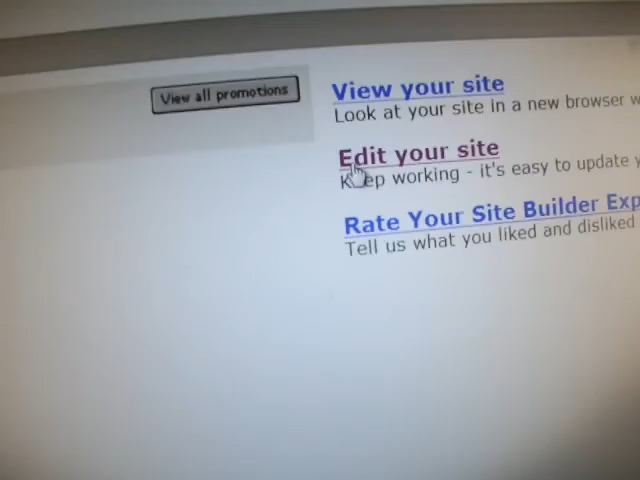 View all promotions
View your site
Look at your site in a new browser
Edit your site
Keep working - it's easy to update
Rate Your Site Builder
Tell us what you liked and disliked